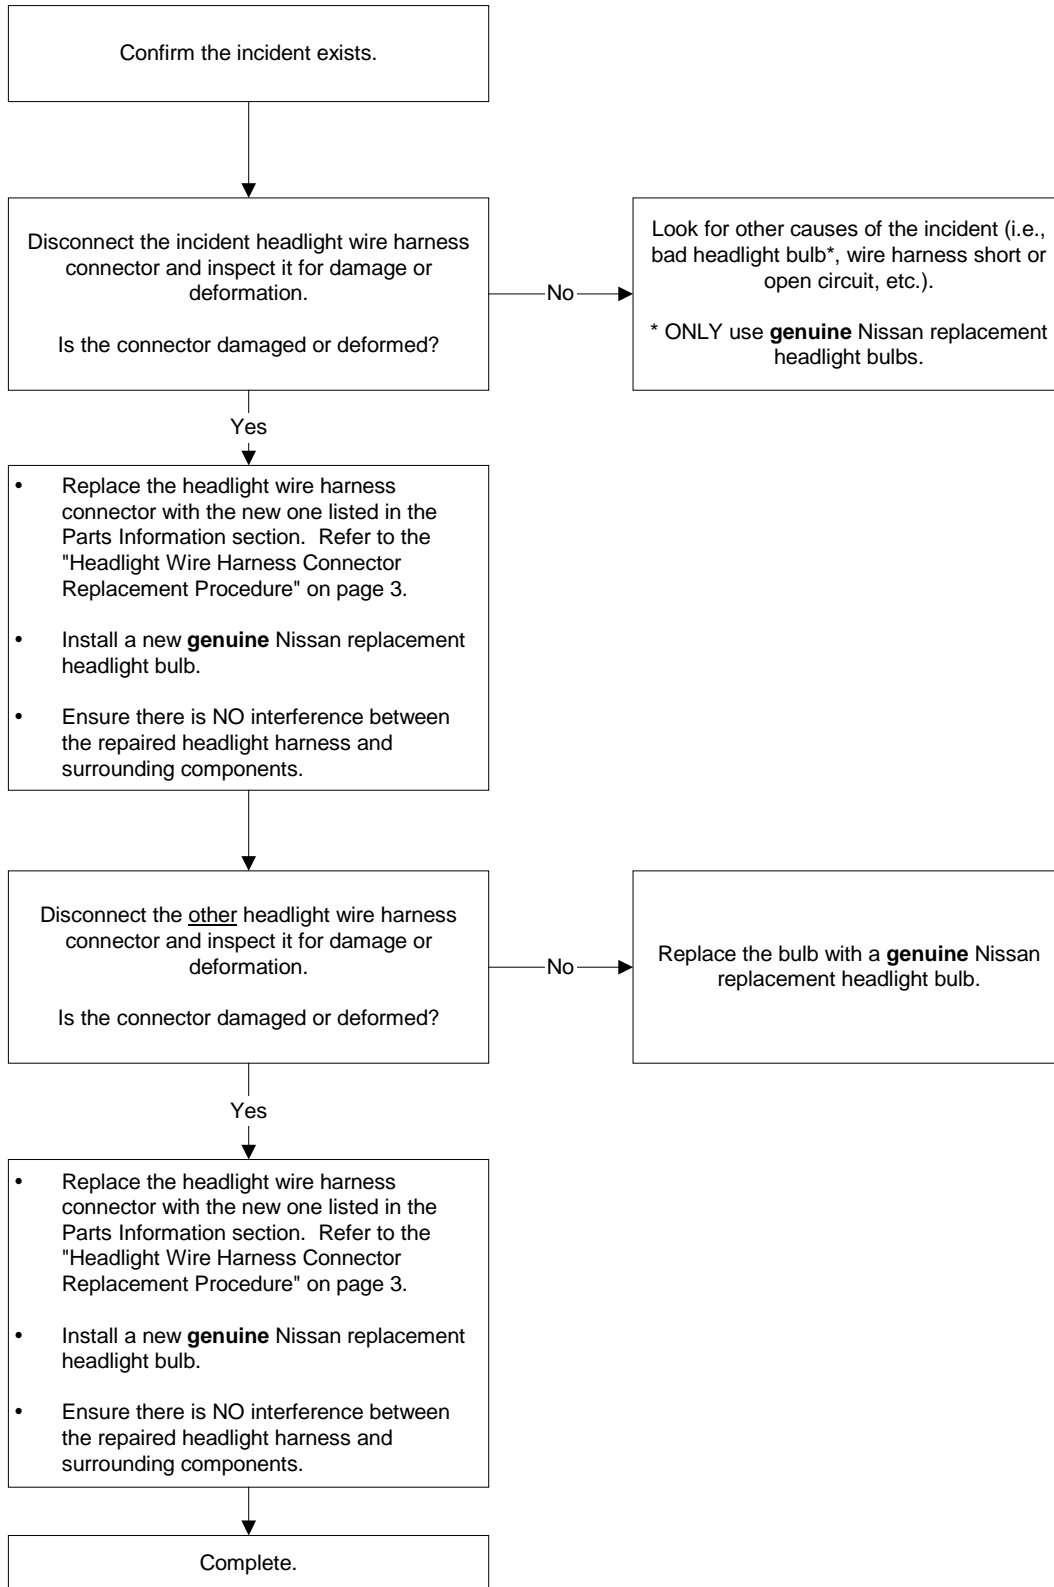 Confirm the incident exists.
Disconnect the incident headlight wire harness
connector and inspect it for damage or
deformation.
Is the connector damaged or deformed?
No
Look for other causes of the incident (i.e.,
bad headlight bulb*, wire harness short or
open circuit, etc.).
* ONLY use genuine Nissan replacement
headlight bulbs.
Yes
• Replace the headlight wire harness
connector with the new one listed in the
Parts Information section. Refer to the
"Headlight Wire Harness Connector
Replacement Procedure" on page 3.
• Install a new genuine Nissan replacement
headlight bulb.
• Ensure there is NO interference between
the repaired headlight harness and
surrounding components.
Disconnect the other headlight wire harness
connector and inspect it for damage or
deformation.
Is the connector damaged or deformed?
No
Replace the bulb with a genuine Nissan
replacement headlight bulb.
Yes
• Replace the headlight wire harness
connector with the new one listed in the
Parts Information section. Refer to the
"Headlight Wire Harness Connector
Replacement Procedure" on page 3.
• Install a new genuine Nissan replacement
headlight bulb.
• Ensure there is NO interference between
the repaired headlight harness and
surrounding components.
Complete.